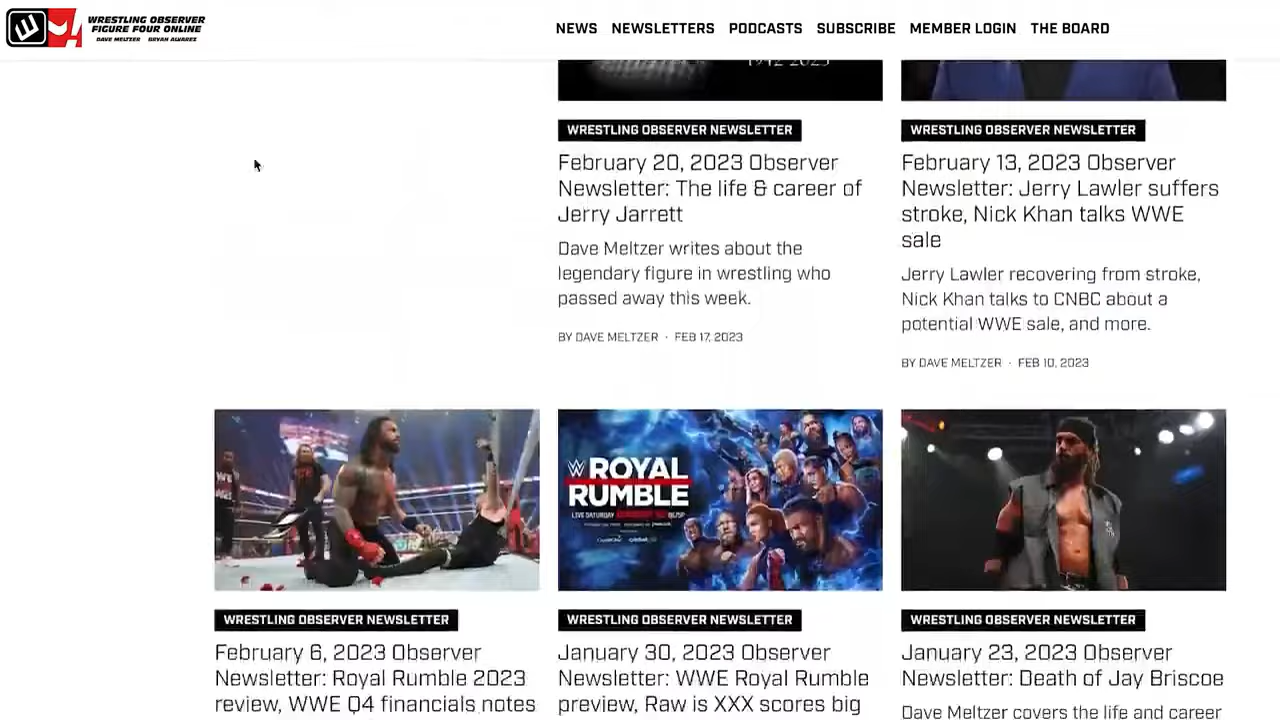 WRESTLING OBSERVER
FIGURE FOUR ONLINE
DAVE MELTZER BRYAN ALVAREZ
NEWS NEWSLETTERS PODCASTS SUBSCRIBE MEMBER LOGIN THE BOARD
1942-2023
WRESTLING OBSERVER NEWSLETTER
February 20, 2023 Observer
Newsletter: The life & career of
Jerry Jarrett
Dave Meltzer writes about the
legendary figure in wrestling who
passed away this week.
BY DAVE MELTZER · FEB 17, 2023
WRESTLING OBSERVER NEWSLETTER
February 13, 2023 Observer
Newsletter: Jerry Lawler suffers
stroke, Nick Khan talks WWE
sale
Jerry Lawler recovering from stroke,
Nick Khan talks to CNBC about a
potential WWE sale, and more.
BY DAVE MELTZER · FEB 10, 2023
ROYAL
RUMBLE
LIVE SATURDAY
WRESTLING OBSERVER NEWSLETTER
February 6, 2023 Observer
Newsletter: Royal Rumble 2023
review, WWE Q4 financials notes
WRESTLING OBSERVER NEWSLETTER
January 30, 2023 Observer
Newsletter: WWE Royal Rumble
preview, Raw is XXX scores big
WRESTLING OBSERVER NEWSLETTER
January 23, 2023 Observer
Newsletter: Death of Jay Briscoe
Dave Meltzer covers the life and career